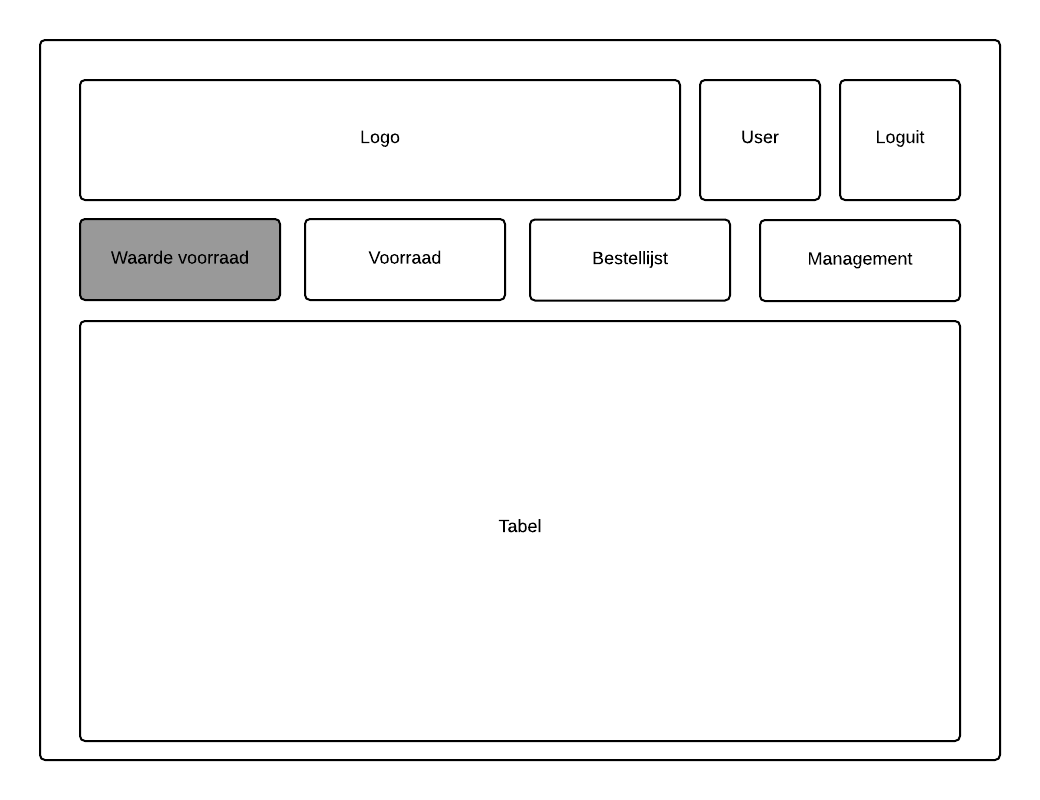 Logo
User
Loguit
Waarde voorraad
Voorraad
Bestellijst
Management
Tabel